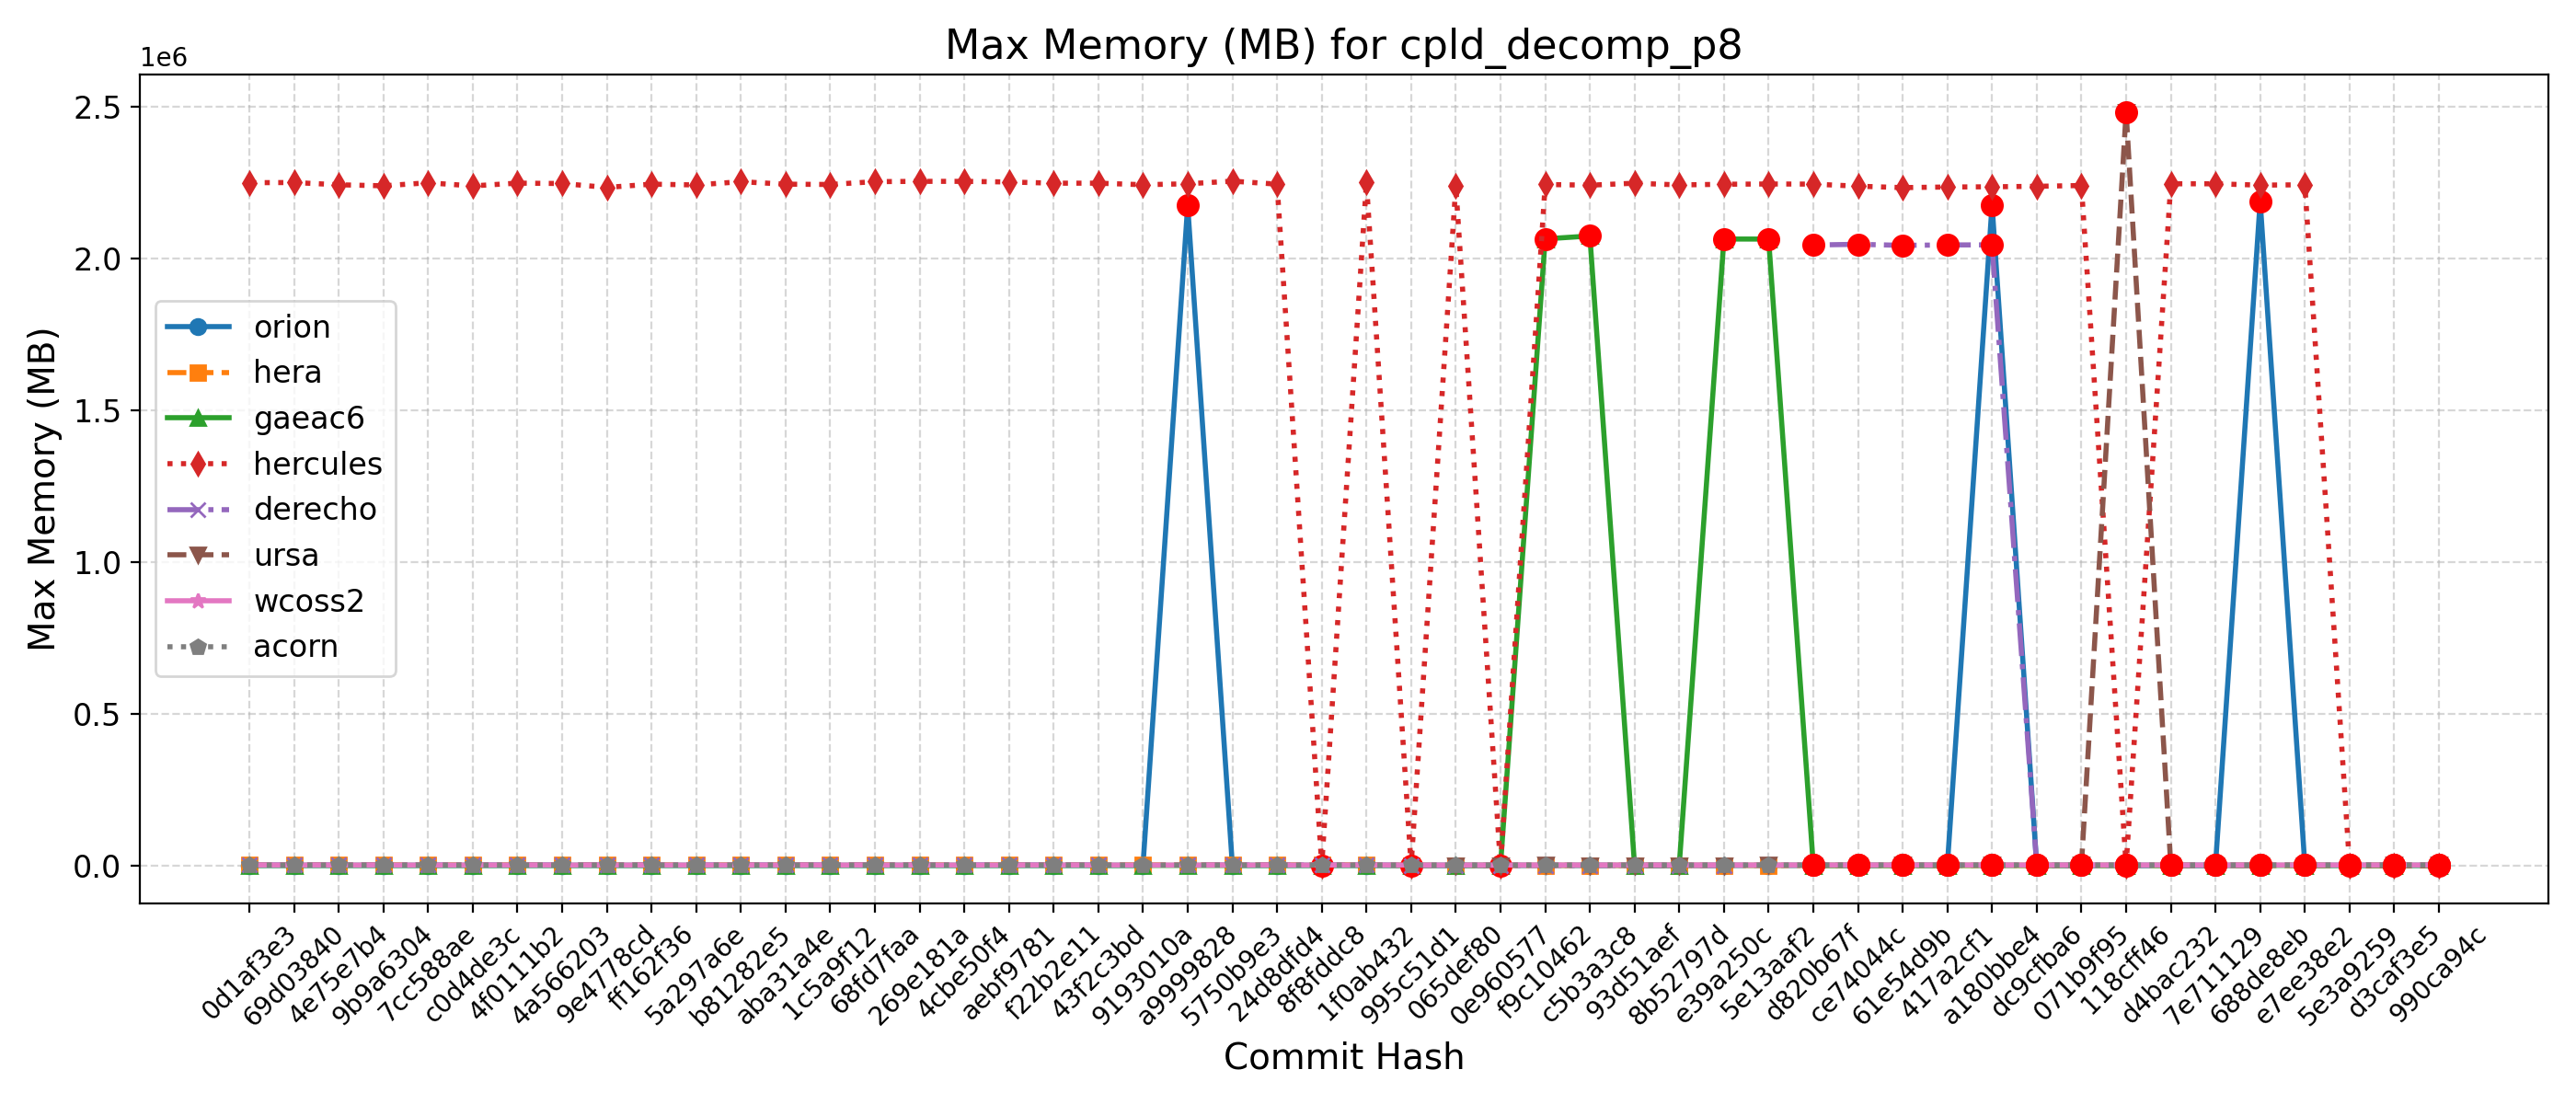 Max Memory (MB) for cpld_decomp_p8
1e6
2.5
2.0
1.5
1.0
0.5
0.0
Max Memory (MB)
orion
hera
gaeac6
hercules
derecho
ursa
wcoss2
acorn
0d1af3e3
69d03840
4e75e7b4
9b9a6304
7cc588ae
c0d4de3c
4f0111b2
4a566203
9e4778cd
ff162f36
5a297a6e
b81282e5
aba31a4e
1c5a9f12
68fd7faa
269e181a
4cbe50f4
aebf9781
f22b2e11
43f2c3bd
9193010a
a9999828
5750b9e3
24d8dfd4
8f8fddc8
1f0ab432
995c51d1
065def80
0e960577
f9c10462
c5b3a3c8
93d51aef
8b52797d
e39a250c
5e13aaf2
d820b67f
ce74044c
61e54d9b
417a2cf1
a180bbe4
dc9cfba6
071b9f95
118cff46
d4bac232
7e711129
688de8eb
e7ee38e2
5e3a9259
d3caf3e5
990ca94c
Commit Hash